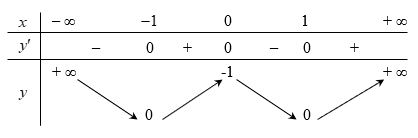 x − ∞ −1 0 1 + ∞
y' − 0 + 0 − 0 +
+ ∞ -1 + ∞
y
0 0